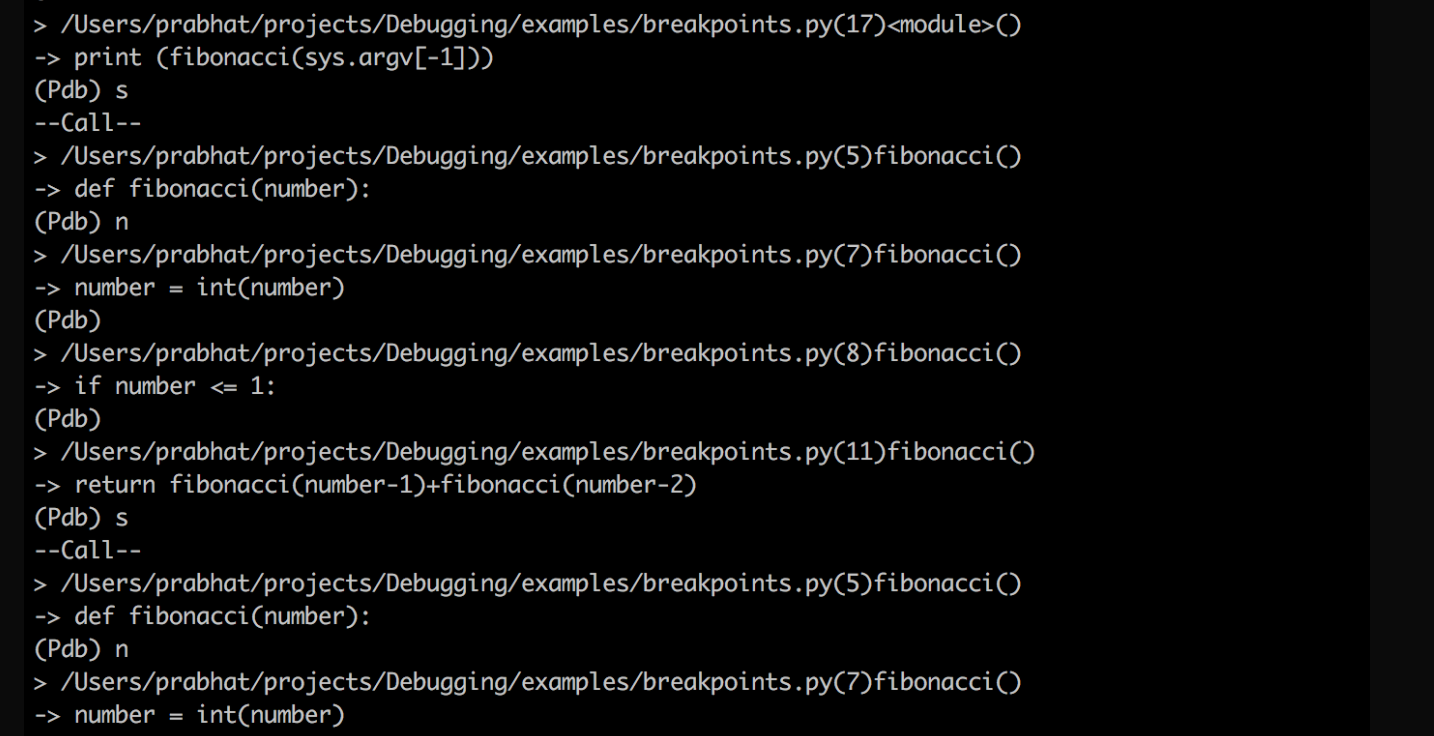 > /Users/prabhat/projects/Debugging/examples/breakpoints.py(17)<module>()
-> print (fibonacci(sys.argv[-1]))
(Pdb) s
--Call--
> /Users/prabhat/projects/Debugging/examples/breakpoints.py(5)fibonacci()
-> def fibonacci(number):
(Pdb) n
> /Users/prabhat/projects/Debugging/examples/breakpoints.py(7)fibonacci()
-> number = int(number)
(Pdb)
> /Users/prabhat/projects/Debugging/examples/breakpoints.py(8)fibonacci()
-> if number <= 1:
(Pdb)
> /Users/prabhat/projects/Debugging/examples/breakpoints.py(11)fibonacci()
-> return fibonacci(number-1)+fibonacci(number-2)
(Pdb) s
--Call--
> /Users/prabhat/projects/Debugging/examples/breakpoints.py(5)fibonacci()
-> def fibonacci(number):
(Pdb) n
> /Users/prabhat/projects/Debugging/examples/breakpoints.py(7)fibonacci()
-> number = int(number)